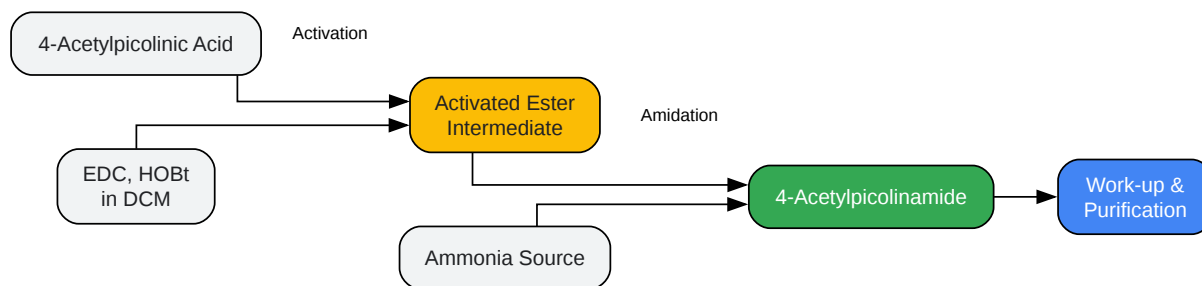 4-Acetylpicolinic Acid
Activation
EDC, HOBt
in DCM
Activated Ester
Intermediate
Amidation
Ammonia Source
4-Acetylpicolinamide
Work-up &
Purification